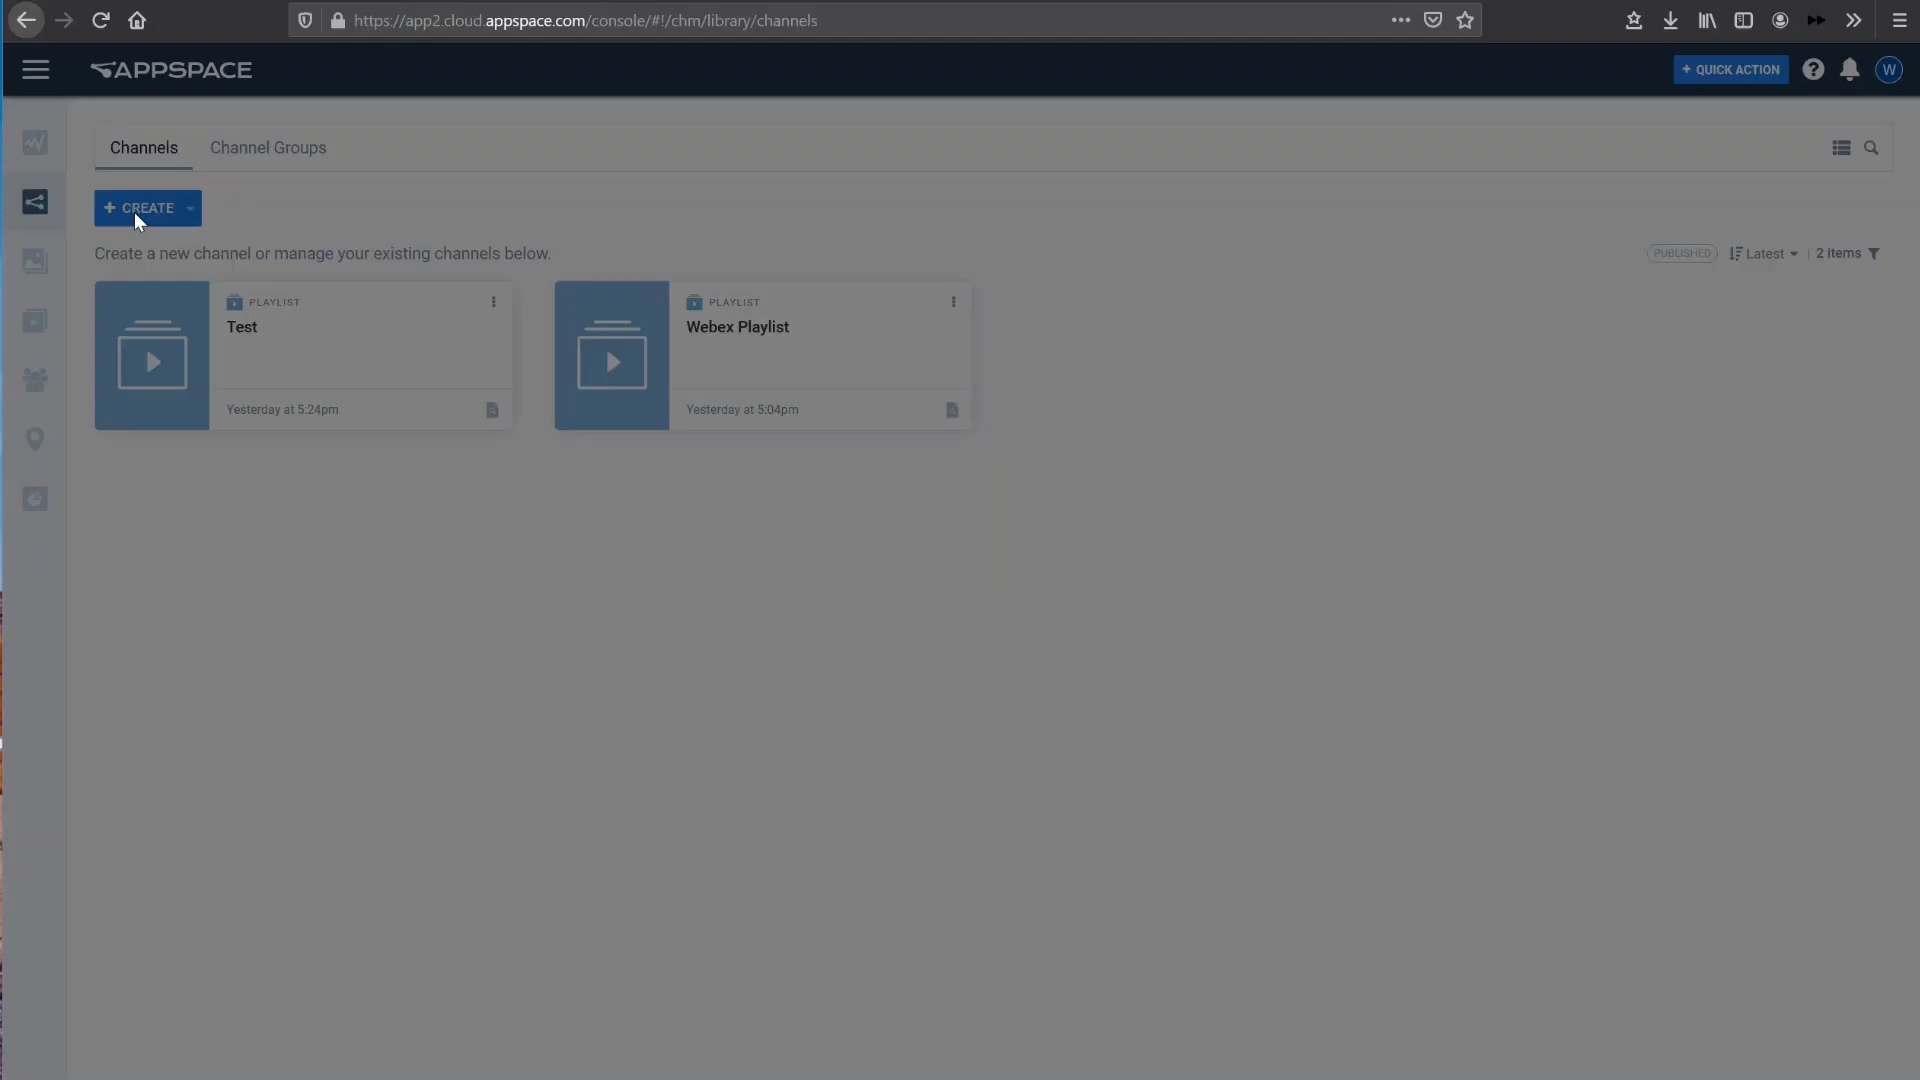 https://app2.cloud.appspace.com/console/#!/chm/library/channels
APPSPACE
+ QUICK ACTION
W
Channels
Channel Groups
+ CREATE
Create a new channel or manage your existing channels below.
PUBLISHED
Latest
2 items
PLAYLIST
Test
Yesterday at 5:24pm
PLAYLIST
Webex Playlist
Yesterday at 5:04pm